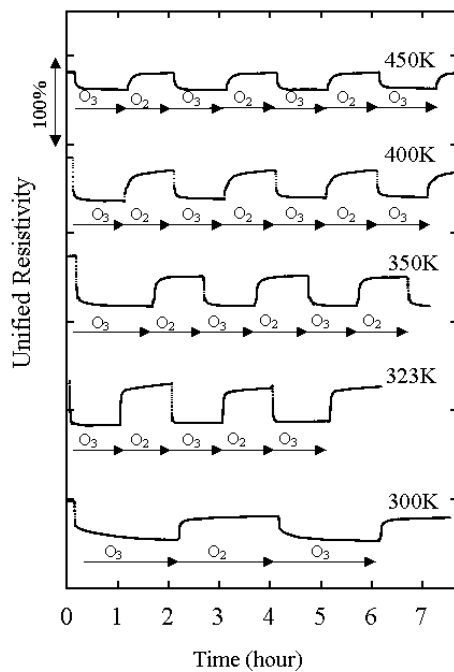 Unified Resistivity
100%
450K
O₃ O₂ O₃ O₂ O₃ O₂ O₃
400K
O₃ O₂ O₃ O₂ O₃ O₂ O₃
350K
O₃ O₂ O₃ O₂ O₃ O₂
323K
O₃ O₂ O₃ O₂ O₃
300K
O₃ O₂ O₃
0 1 2 3 4 5 6 7
Time (hour)